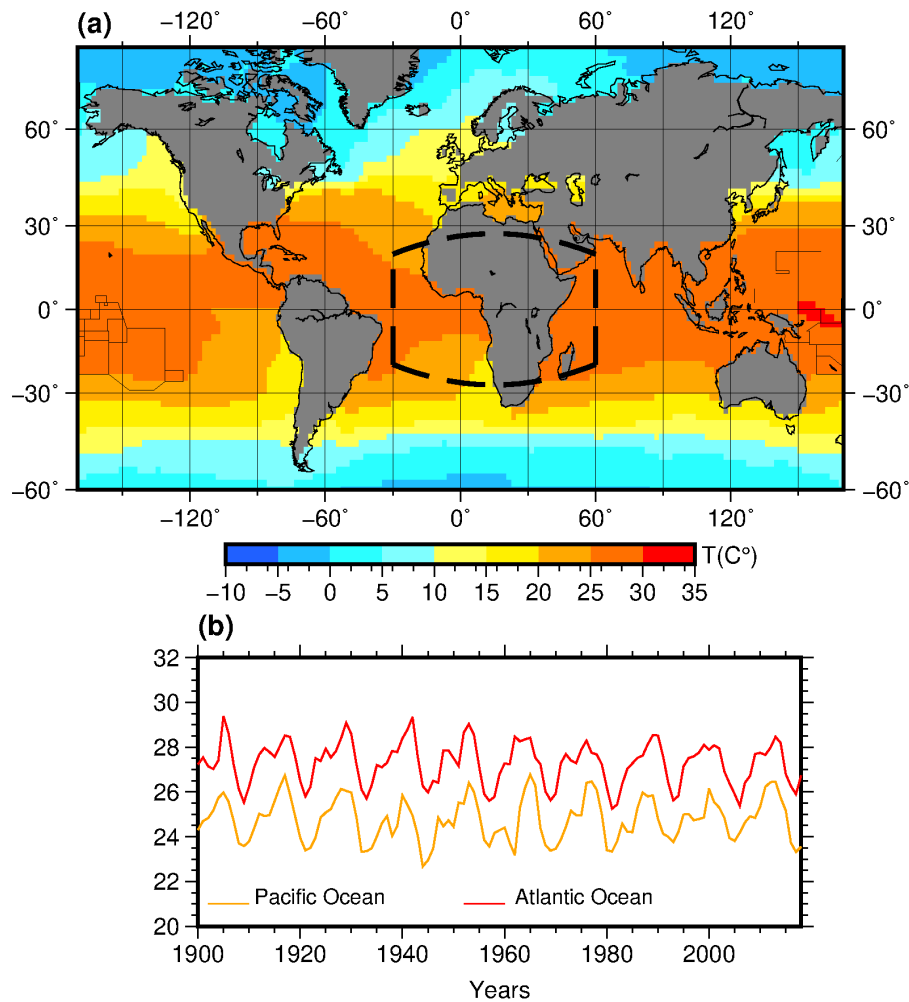 (a)
−120° −60° 0° 60° 120°
60° 60°
30° 30°
0° 0°
−30° −30°
−60° −60°
−120° −60° 0° 60° 120°
T(C°)
−10 −5 0 5 10 15 20 25 30 35
(b)
32
30
28
26
24
22
20
Pacific Ocean Atlantic Ocean
1900 1920 1940 1960 1980 2000
Years